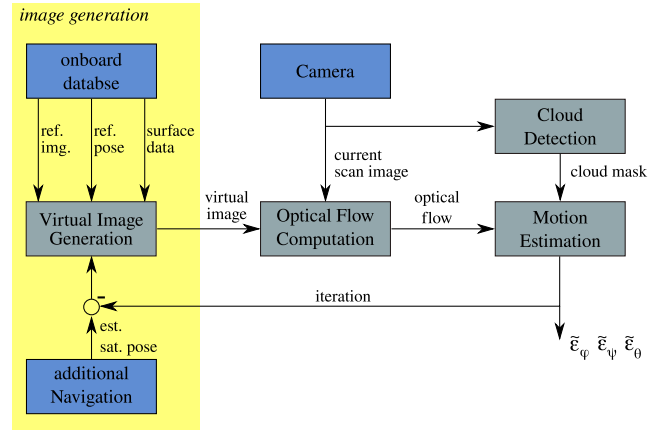 image generation
onboard
databse
Camera
Cloud
Detection
ref.
img.
ref.
pose
surface
data
current
scan image
cloud mask
virtual
image
optical
flow
Virtual Image
Generation
Optical Flow
Computation
Motion
Estimation
-
iteration
est.
sat. pose
ε̃φ ε̃ψ ε̃θ
additional
Navigation